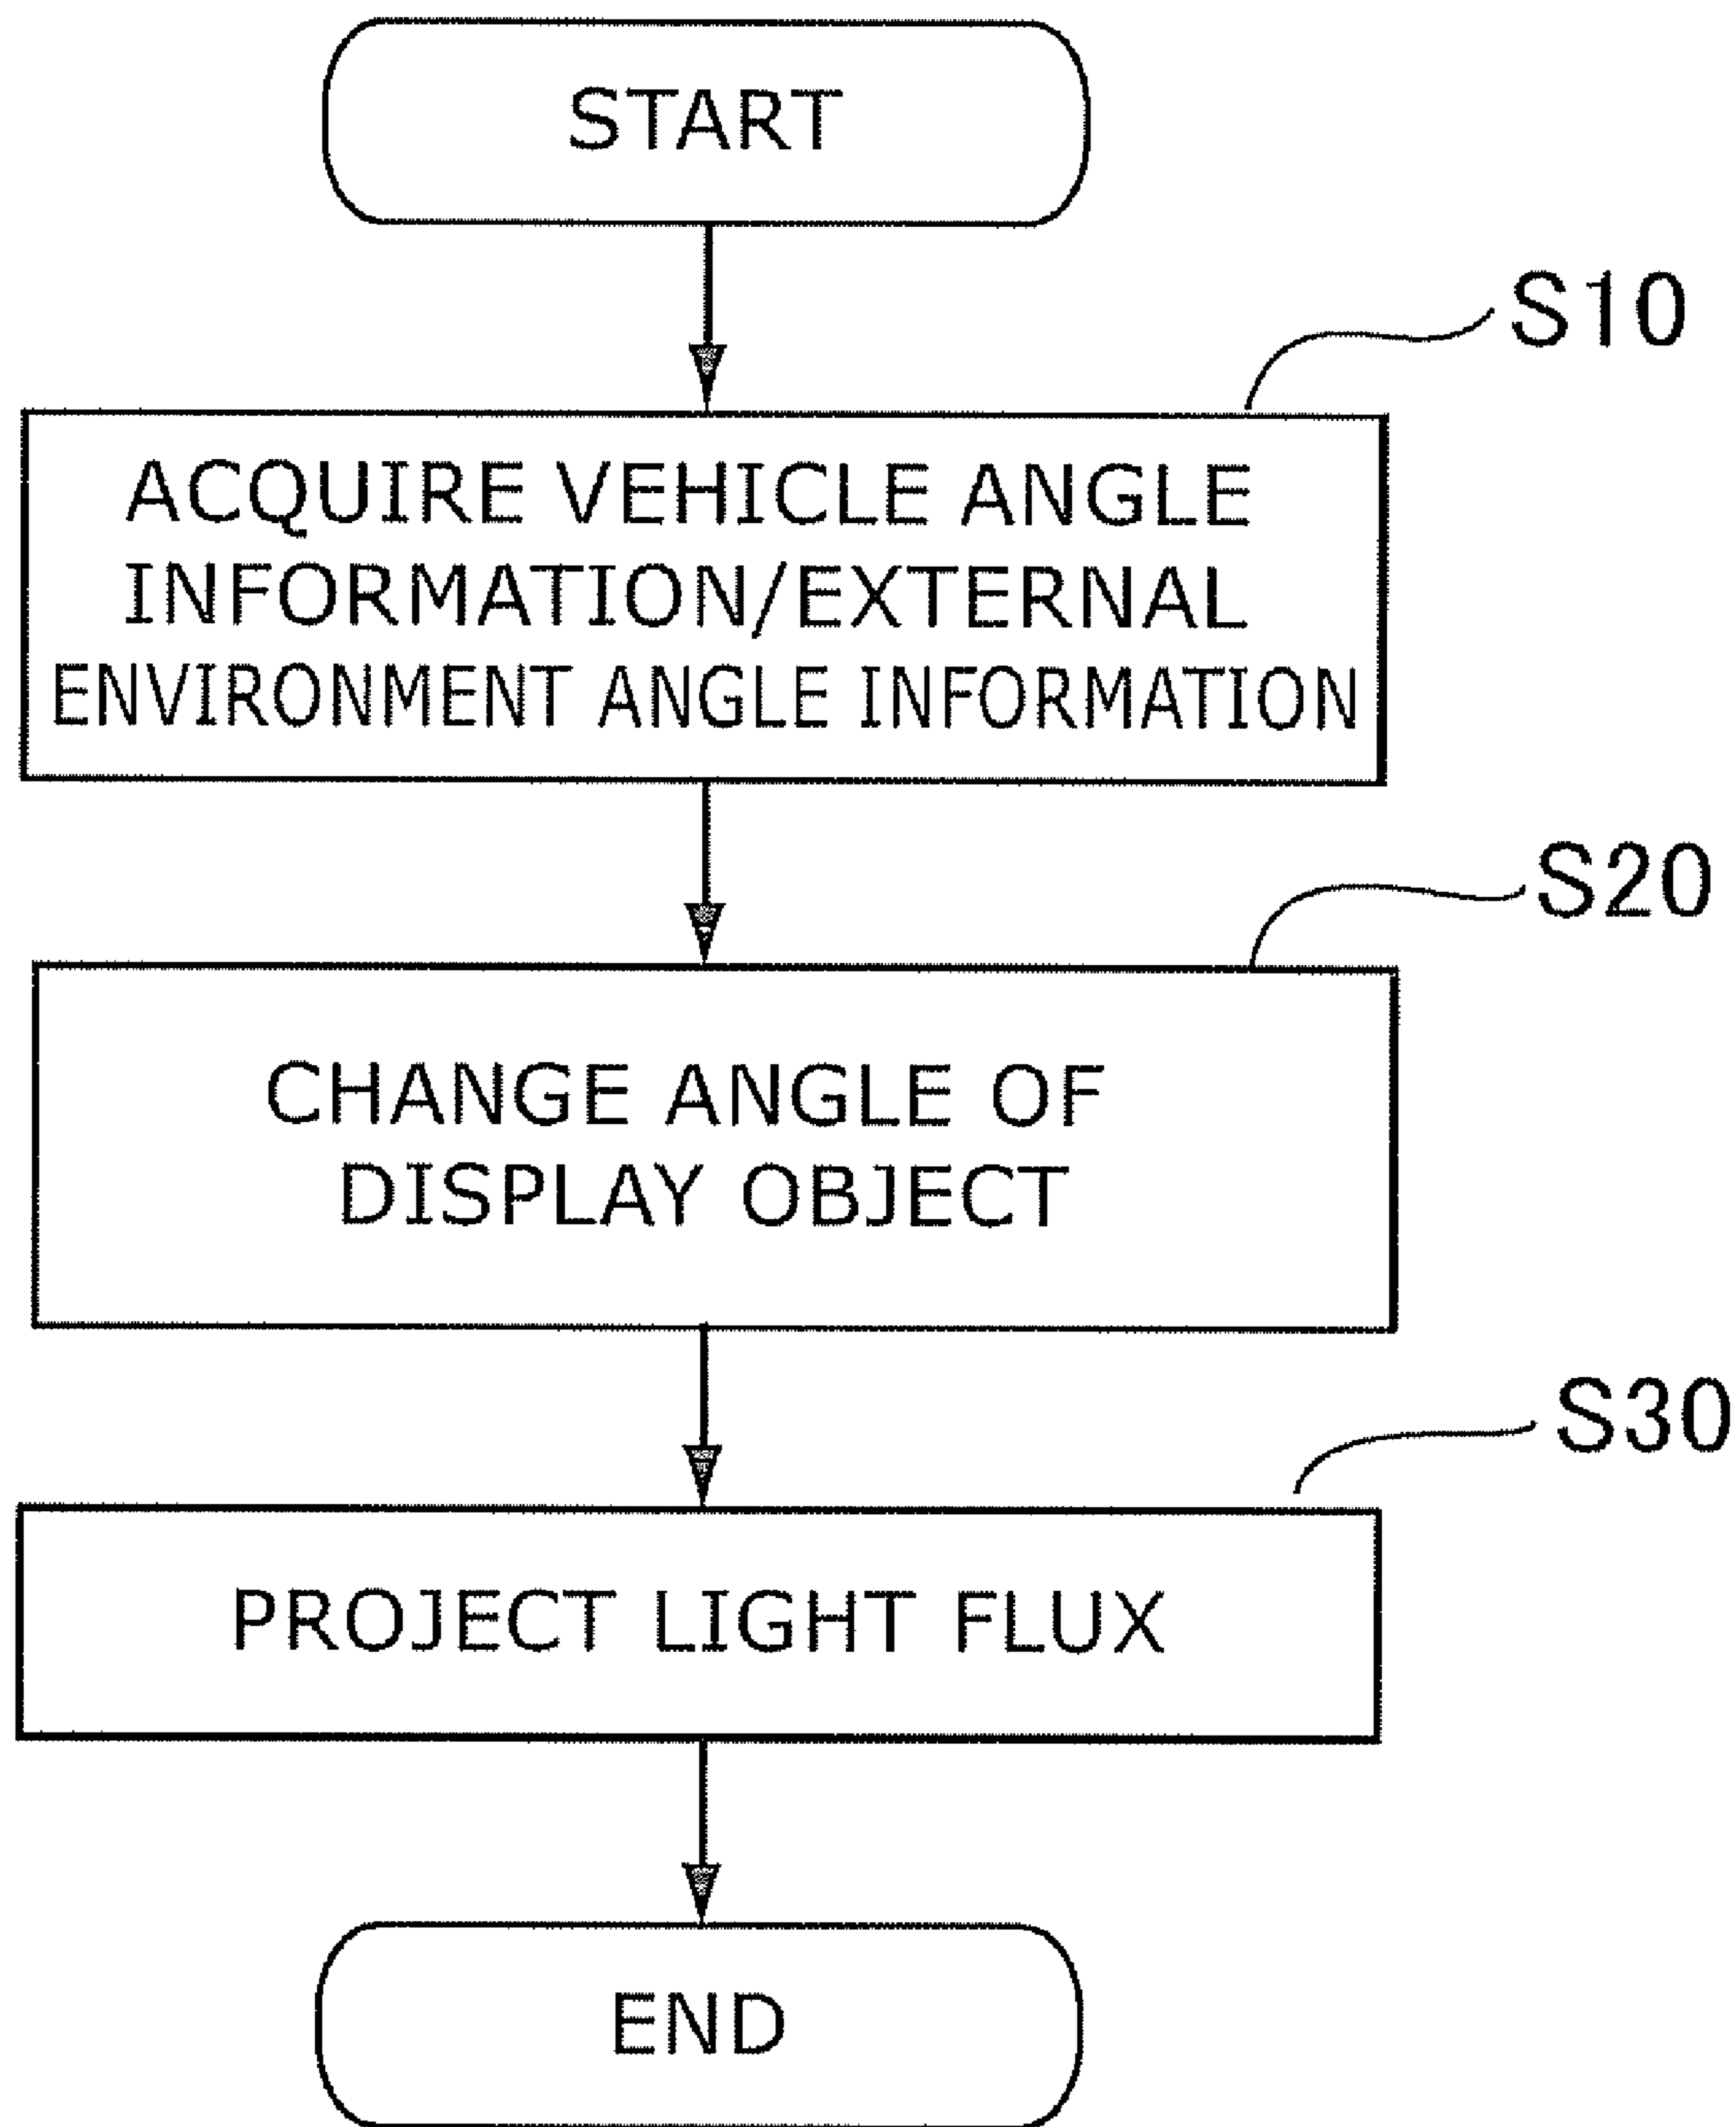 START
S10
ACQUIRE VEHICLE ANGLE
INFORMATION/EXTERNAL
ENVIRONMENT ANGLE INFORMATION
S20
CHANGE ANGLE OF
DISPLAY OBJECT
S30
PROJECT LIGHT FLUX
END